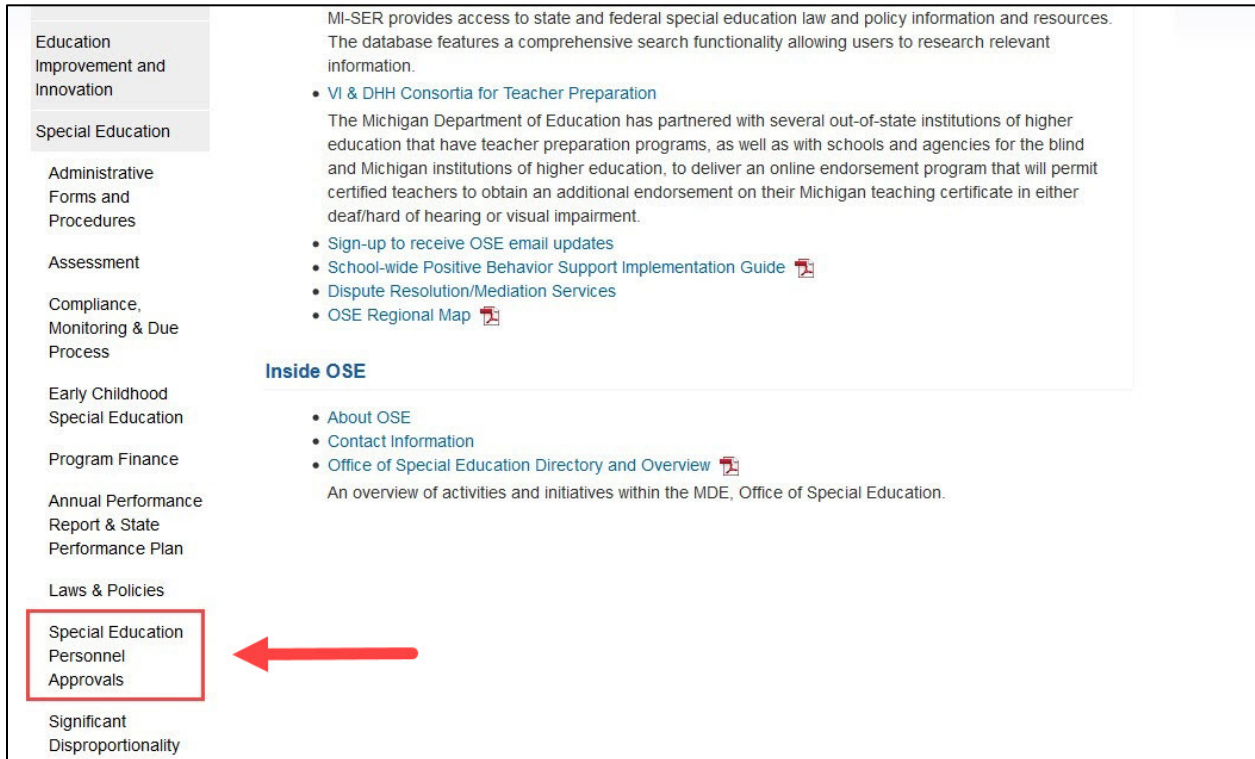 Education
Improvement and
Innovation
Special Education
Administrative
Forms and
Procedures
Assessment
Compliance,
Monitoring & Due
Process
Early Childhood
Special Education
Program Finance
Annual Performance
Report & State
Performance Plan
Laws & Policies
Special Education
Personnel
Approvals
Significant
Disproportionality
MI-SER provides access to state and federal special education law and policy information and resources.
The database features a comprehensive search functionality allowing users to research relevant
information.
• VI & DHH Consortia for Teacher Preparation
The Michigan Department of Education has partnered with several out-of-state institutions of higher
education that have teacher preparation programs, as well as with schools and agencies for the blind
and Michigan institutions of higher education, to deliver an online endorsement program that will permit
certified teachers to obtain an additional endorsement on their Michigan teaching certificate in either
deaf/hard of hearing or visual impairment.
• Sign-up to receive OSE email updates
• School-wide Positive Behavior Support Implementation Guide
• Dispute Resolution/Mediation Services
• OSE Regional Map
Inside OSE
• About OSE
• Contact Information
• Office of Special Education Directory and Overview
An overview of activities and initiatives within the MDE, Office of Special Education.